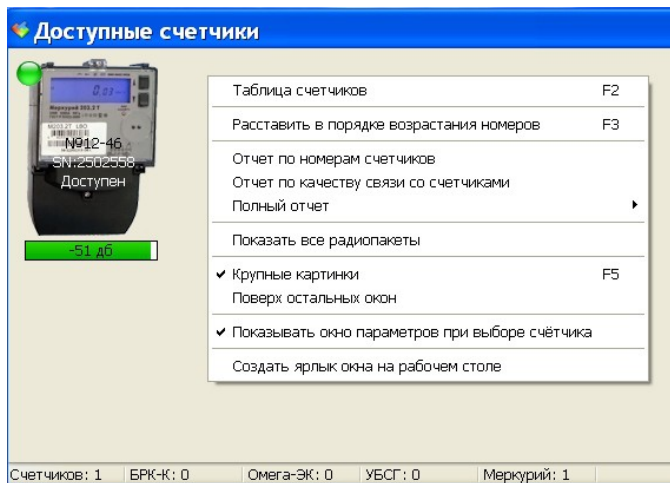 Доступные счетчики
0,03
Меркурий 203.2Т
№12-46
SN:2502558
Доступен
-51 дб
Таблица счетчиков F2
Расставить в порядке возрастания номеров F3
Отчет по номерам счетчиков
Отчет по качеству связи со счетчиками
Полный отчет
Показать все радиопакеты
Крупные картинки F5
Поверх остальных окон
Показывать окно параметров при выборе счётчика
Создать ярлык окна на рабочем столе
Счетчиков: 1 БРК-К: 0 Омега-ЭК: 0 УБСГ: 0 Меркурий: 1